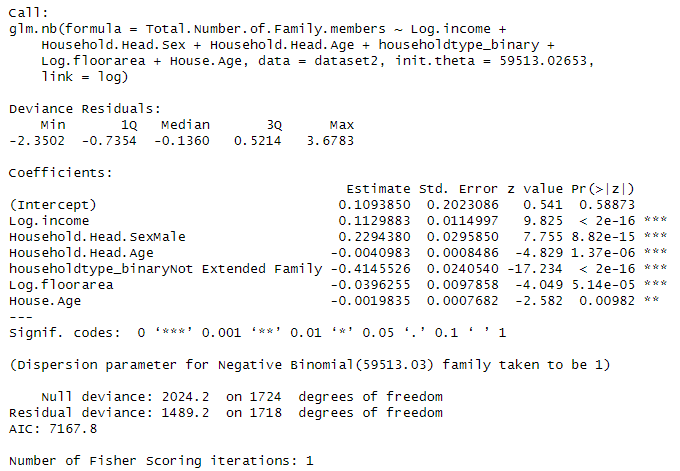 Call:
glm.nb(formula = Total.Number.of.Family.members ~ Log.income +
    Household.Head.Sex + Household.Head.Age + householdtype_binary +
    Log.floorarea + House.Age, data = dataset2, init.theta = 59513.02653,
    link = log)

Deviance Residuals:
    Min       1Q   Median       3Q      Max
-2.3502  -0.7354  -0.1360   0.5214   3.6783

Coefficients:
                                          Estimate Std. Error z value Pr(>|z|)
(Intercept)                              0.1093850  0.2023086   0.541  0.58873
Log.income                               0.1129883  0.0114997   9.825  < 2e-16 ***
Household.Head.SexMale                   0.2294380  0.0295850   7.755 8.82e-15 ***
Household.Head.Age                      -0.0040983  0.0008486  -4.829 1.37e-06 ***
householdtype_binaryNot Extended Family -0.4145526  0.0240540 -17.234  < 2e-16 ***
Log.floorarea                           -0.0396255  0.0097858  -4.049 5.14e-05 ***
House.Age                               -0.0019835  0.0007682  -2.582  0.00982 **
---
Signif. codes:  0 ‘***’ 0.001 ‘**’ 0.01 ‘*’ 0.05 ‘.’ 0.1 ‘ ’ 1

(Dispersion parameter for Negative Binomial(59513.03) family taken to be 1)

    Null deviance: 2024.2  on 1724  degrees of freedom
Residual deviance: 1489.2  on 1718  degrees of freedom
AIC: 7167.8

Number of Fisher Scoring iterations: 1